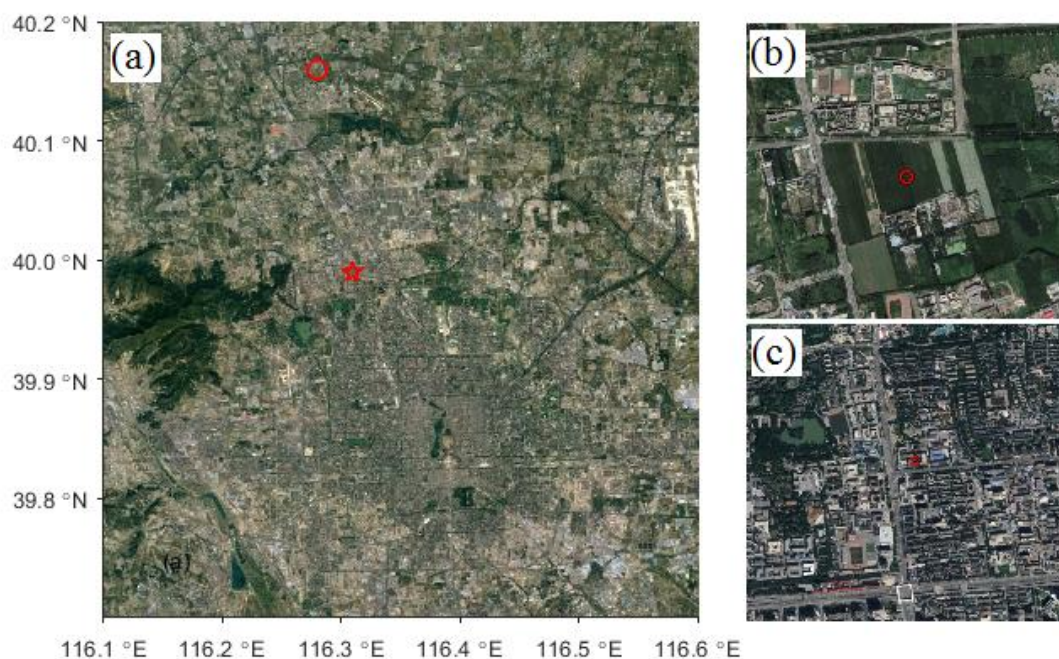 (a)
(b)
(c)
40.2 °N
40.1 °N
40.0 °N
39.9 °N
39.8 °N
(a)
116.1 °E
116.2 °E
116.3 °E
116.4 °E
116.5 °E
116.6 °E